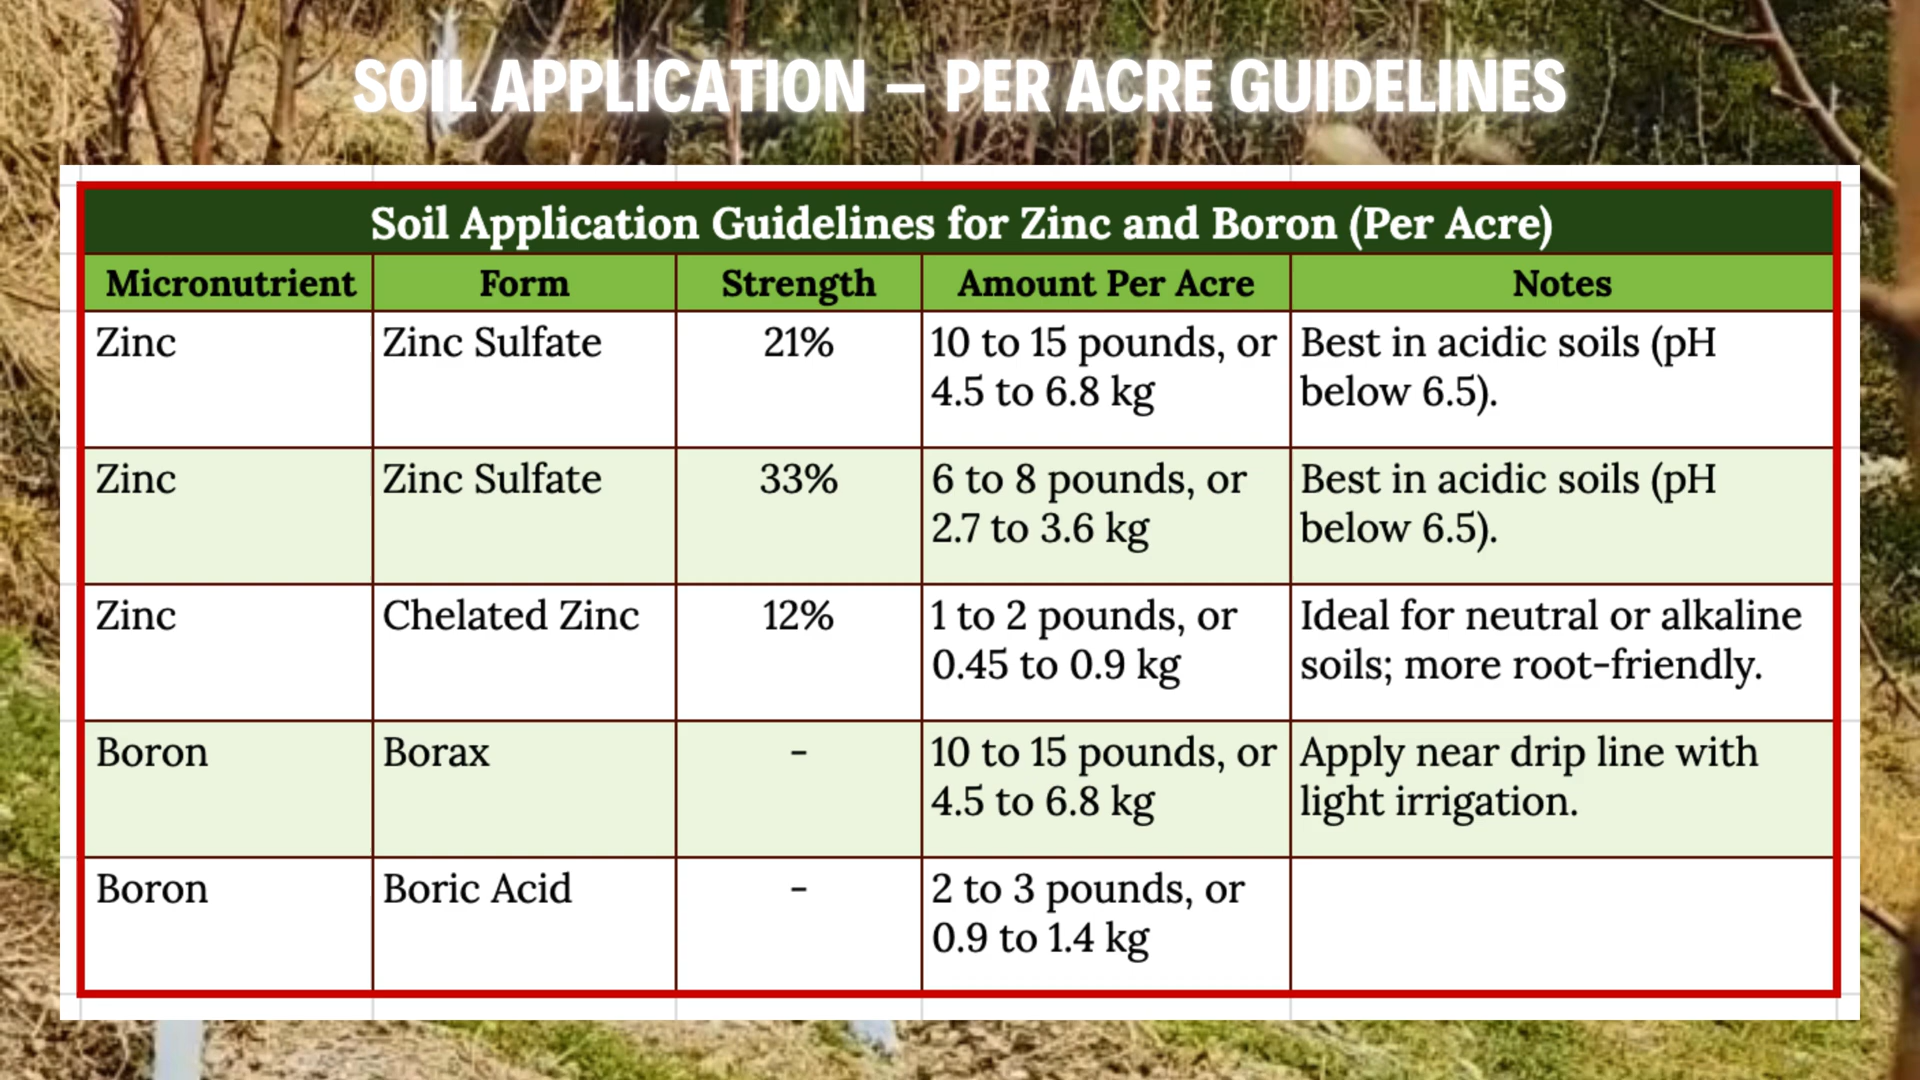 SOIL APPLICATION – PER ACRE GUIDELINES
Soil Application Guidelines for Zinc and Boron (Per Acre)
Micronutrient Form Strength Amount Per Acre Notes
Zinc Zinc Sulfate 21% 10 to 15 pounds, or Best in acidic soils (pH
4.5 to 6.8 kg below 6.5).
Zinc Zinc Sulfate 33% 6 to 8 pounds, or Best in acidic soils (pH
2.7 to 3.6 kg below 6.5).
Zinc Chelated Zinc 12% 1 to 2 pounds, or Ideal for neutral or alkaline
0.45 to 0.9 kg soils; more root-friendly.
Boron Borax - 10 to 15 pounds, or Apply near drip line with
4.5 to 6.8 kg light irrigation.
Boron Boric Acid - 2 to 3 pounds, or
0.9 to 1.4 kg